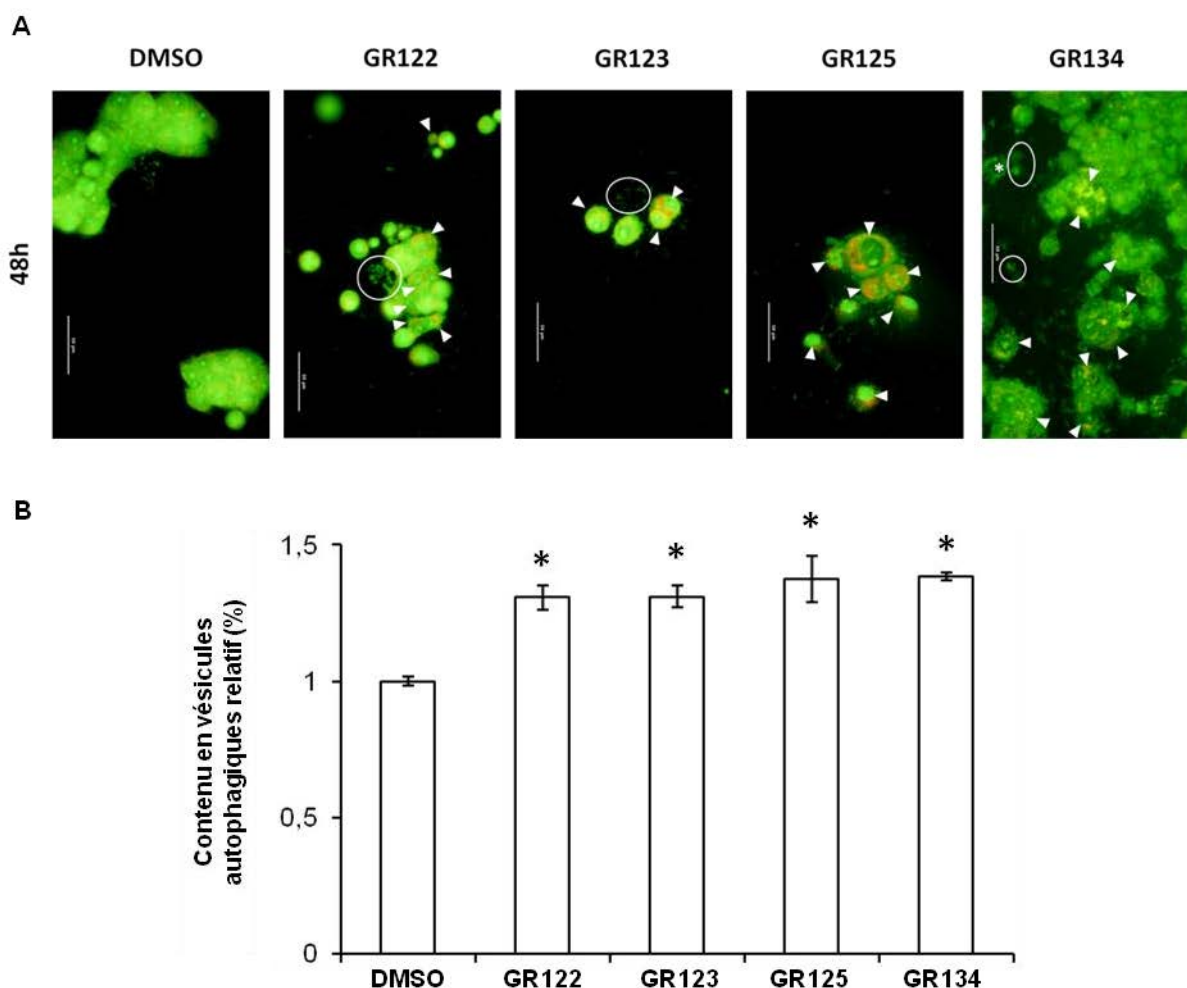 A
DMSO GR122 GR123 GR125 GR134
48h
*
B
Contenu en vésicules
autophagiques relatif (%)
1,5
1
0,5
0
* * * *
DMSO GR122 GR123 GR125 GR134